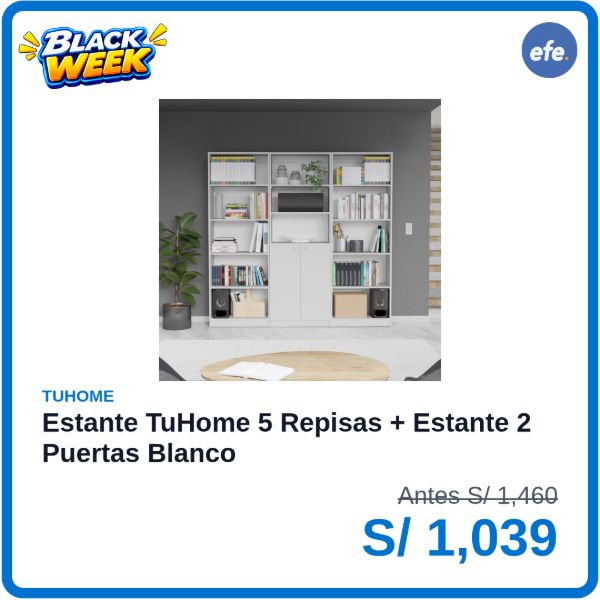 BLACK
WEEK
efe.
TUHOME
Estante TuHome 5 Repisas + Estante 2
Puertas Blanco
Antes S/ 1,460
S/ 1,039